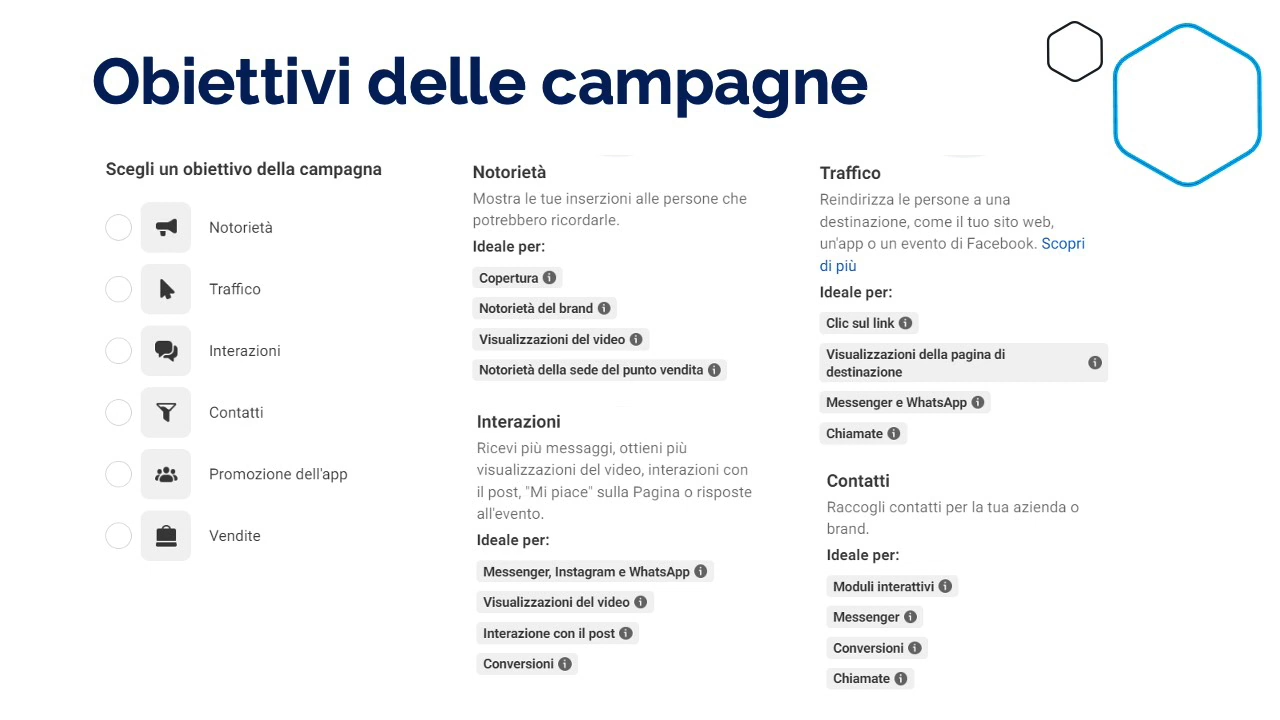 Obiettivi delle campagne
Scegli un obiettivo della campagna
Notorietà
Traffico
Interazioni
Contatti
Promozione dell'app
Vendite
Notorietà
Mostra le tue inserzioni alle persone che
potrebbero ricordarle.
Ideale per:
Copertura
Notorietà del brand
Visualizzazioni del video
Notorietà della sede del punto vendita
Interazioni
Ricevi più messaggi, ottieni più
visualizzazioni del video, interazioni con
il post, "Mi piace" sulla Pagina o risposte
all'evento.
Ideale per:
Messenger, Instagram e WhatsApp
Visualizzazioni del video
Interazione con il post
Conversioni
Traffico
Reindirizza le persone a una
destinazione, come il tuo sito web,
un'app o un evento di Facebook. Scopri
di più
Ideale per:
Clic sul link
Visualizzazioni della pagina di
destinazione
Messenger e WhatsApp
Chiamate
Contatti
Raccogli contatti per la tua azienda o
brand.
Ideale per:
Moduli interattivi
Messenger
Conversioni
Chiamate